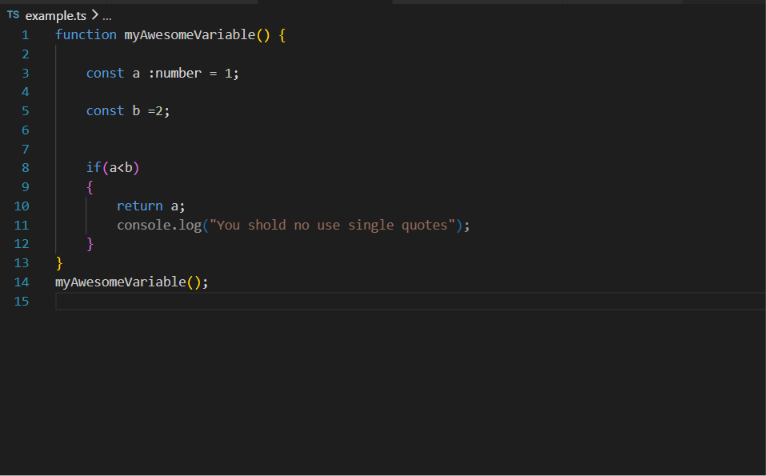 TS example.ts > ...
1 function myAwesomeVariable() {
2
3 const a :number = 1;
4
5 const b =2;
6
7
8 if(a<b)
9 {
10 return a;
11 console.log("You shold no use single quotes");
12 }
13 }
14 myAwesomeVariable();
15